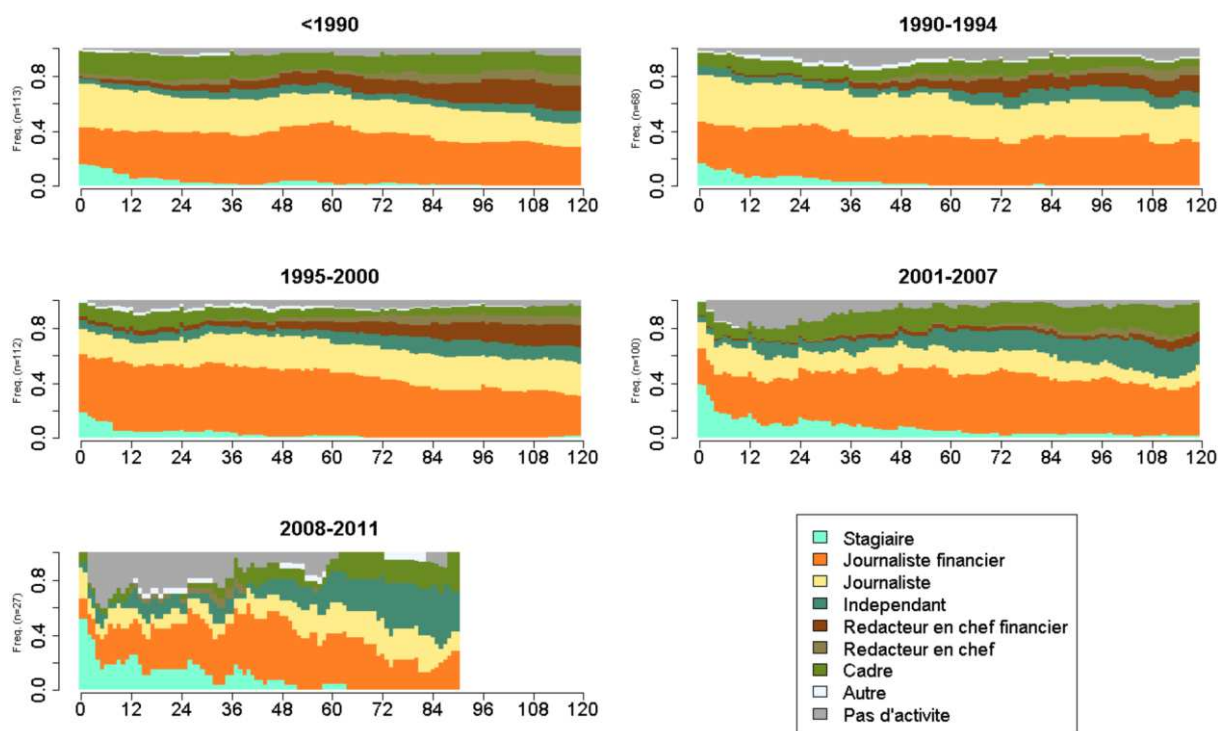 <1990
Freq. (n=113)
0.0 0.4 0.8
0 12 24 36 48 60 72 84 96 108 120
1990-1994
Freq. (n=68)
0.0 0.4 0.8
0 12 24 36 48 60 72 84 96 108 120
1995-2000
Freq. (n=112)
0.0 0.4 0.8
0 12 24 36 48 60 72 84 96 108 120
2001-2007
Freq. (n=100)
0.0 0.4 0.8
0 12 24 36 48 60 72 84 96 108 120
2008-2011
Freq. (n=27)
0.0 0.4 0.8
0 12 24 36 48 60 72 84 96 108 120
Stagiaire
Journaliste financier
Journaliste
Independant
Redacteur en chef financier
Redacteur en chef
Cadre
Autre
Pas d'activite